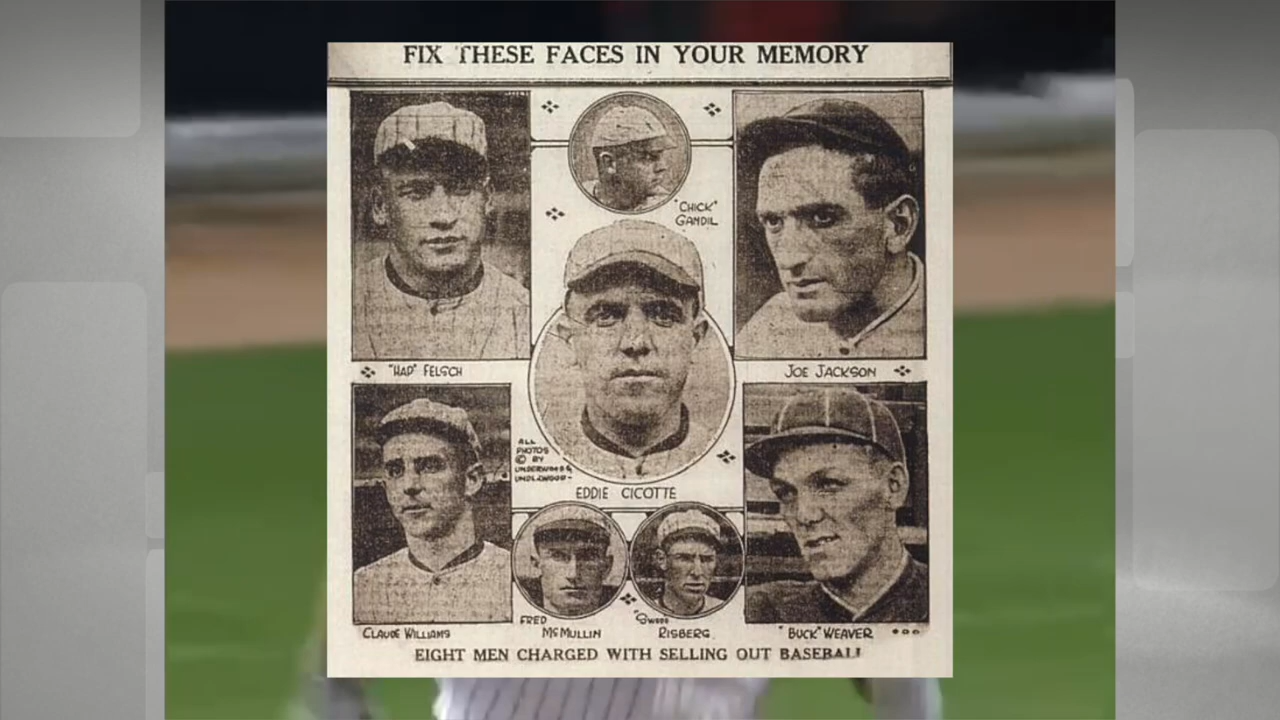 FIX THESE FACES IN YOUR MEMORY
"CHICK"
GANDIL
"HAP" FELSCH
JOE JACKSON
ALL
PHOTOS
© BY
UNDERWOOD &
UNDERWOOD-
EDDIE CICOTTE
CLAUDE WILLIAMS
FRED
McMULLIN
"SWEDE
RISBERG
"BUCK" WEAVER
EIGHT MEN CHARGED WITH SELLING OUT BASEBALL